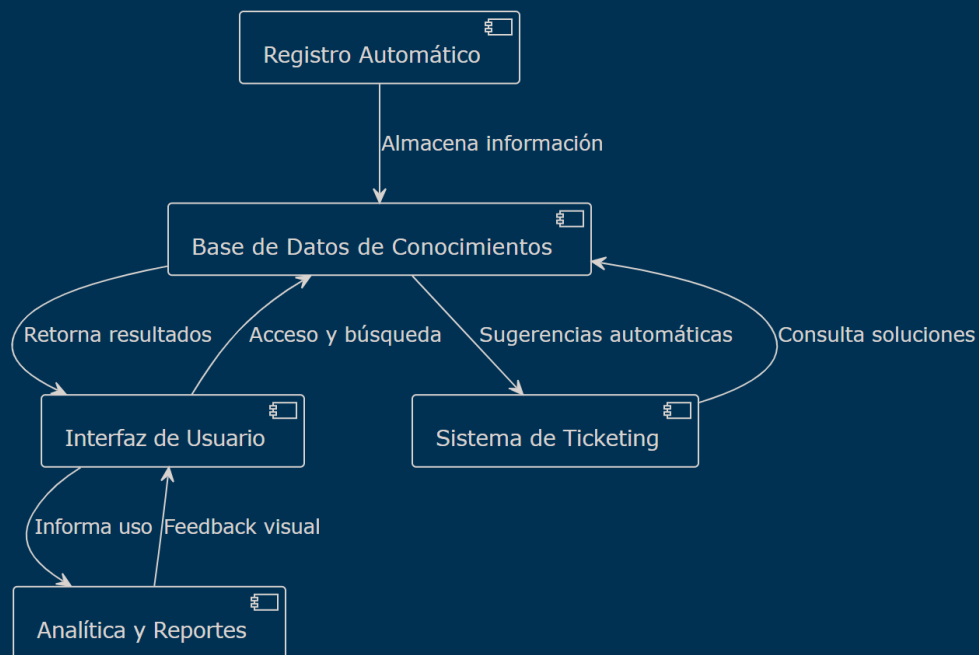 Registro Automático
Almacena información
Base de Datos de Conocimientos
Retorna resultados
Acceso y búsqueda
Sugerencias automáticas
Consulta soluciones
Interfaz de Usuario
Sistema de Ticketing
Informa uso
Feedback visual
Analítica y Reportes